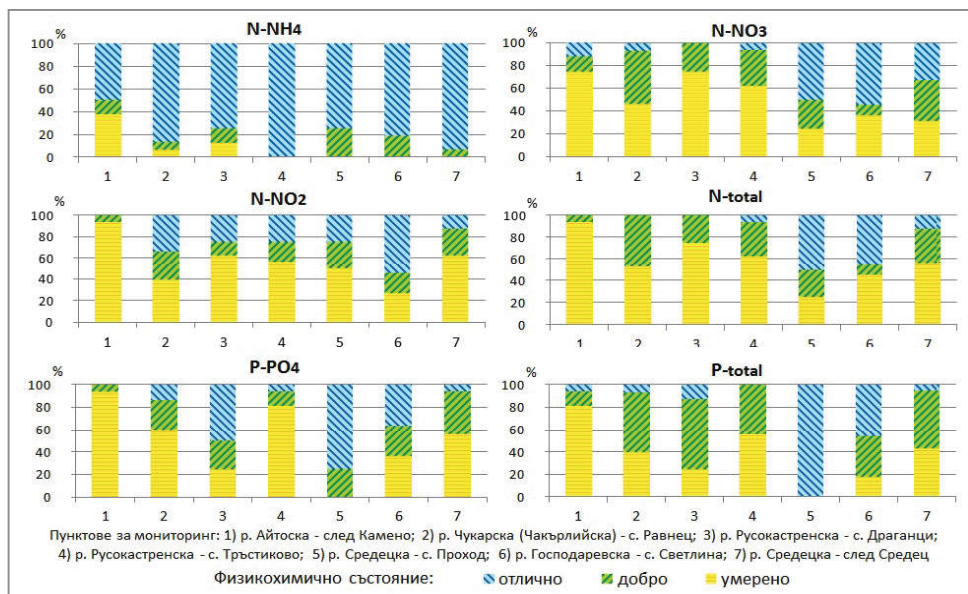 N-NH4
%
100
80
60
40
20
0
1 2 3 4 5 6 7
N-NO3
%
100
80
60
40
20
0
1 2 3 4 5 6 7
N-NO2
%
100
80
60
40
20
0
1 2 3 4 5 6 7
N-total
%
100
80
60
40
20
0
1 2 3 4 5 6 7
P-PO4
%
100
80
60
40
20
0
1 2 3 4 5 6 7
P-total
%
100
80
60
40
20
0
1 2 3 4 5 6 7
Пунктове за мониторинг: 1) р. Айтоска - след Камено; 2) р. Чукарска (Чакърлийска) - с. Равнец; 3) р. Русокастренска - с. Драганци;
4) р. Русокастренска - с. Тръстиково; 5) р. Средецка - с. Проход; 6) р. Господаревска - с. Светлина; 7) р. Средецка - след Средец
Физикохимично състояние: отлично добро умерено